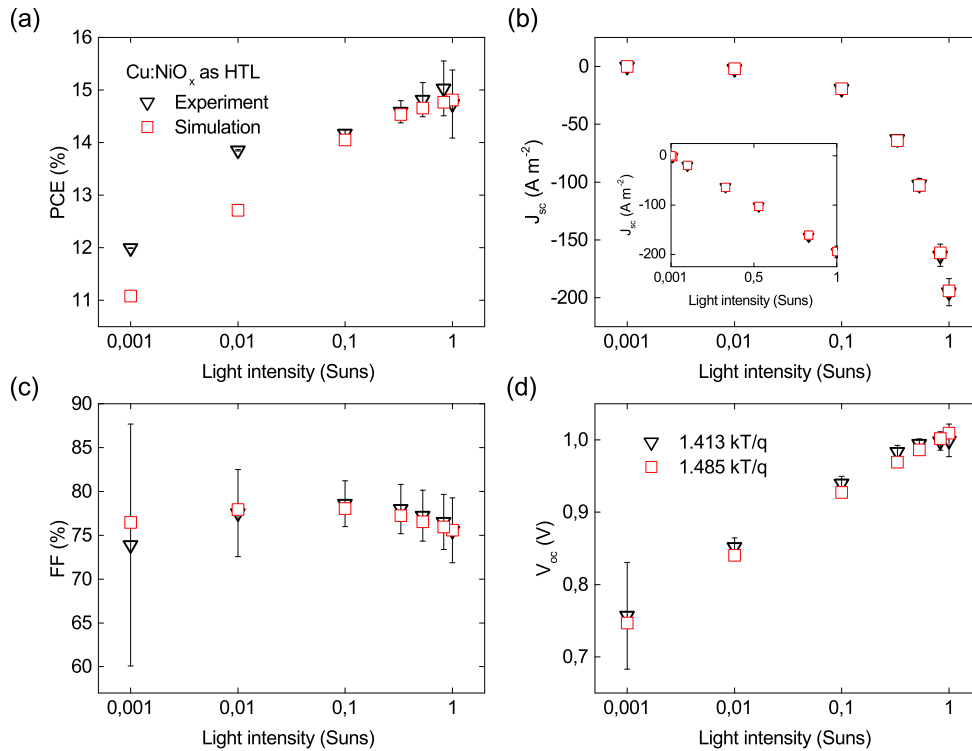 (a)
PCE (%)
17
16
15
14
13
12
11
Cu:NiOx as HTL
Experiment
Simulation
0,001
0,01
0,1
1
Light intensity (Suns)
(b)
Jsc (A m-2)
0
-50
-100
-150
-200
Jsc (A m-2)
0
-100
-200
0,001
0,5
1
Light intensity (Suns)
0,001
0,01
0,1
1
Light intensity (Suns)
(c)
FF (%)
90
85
80
75
70
65
60
0,001
0,01
0,1
1
Light intensity (Suns)
(d)
Voc (V)
1,0
0,9
0,8
0,7
1.413 kT/q
1.485 kT/q
0,001
0,01
0,1
1
Light intensity (Suns)